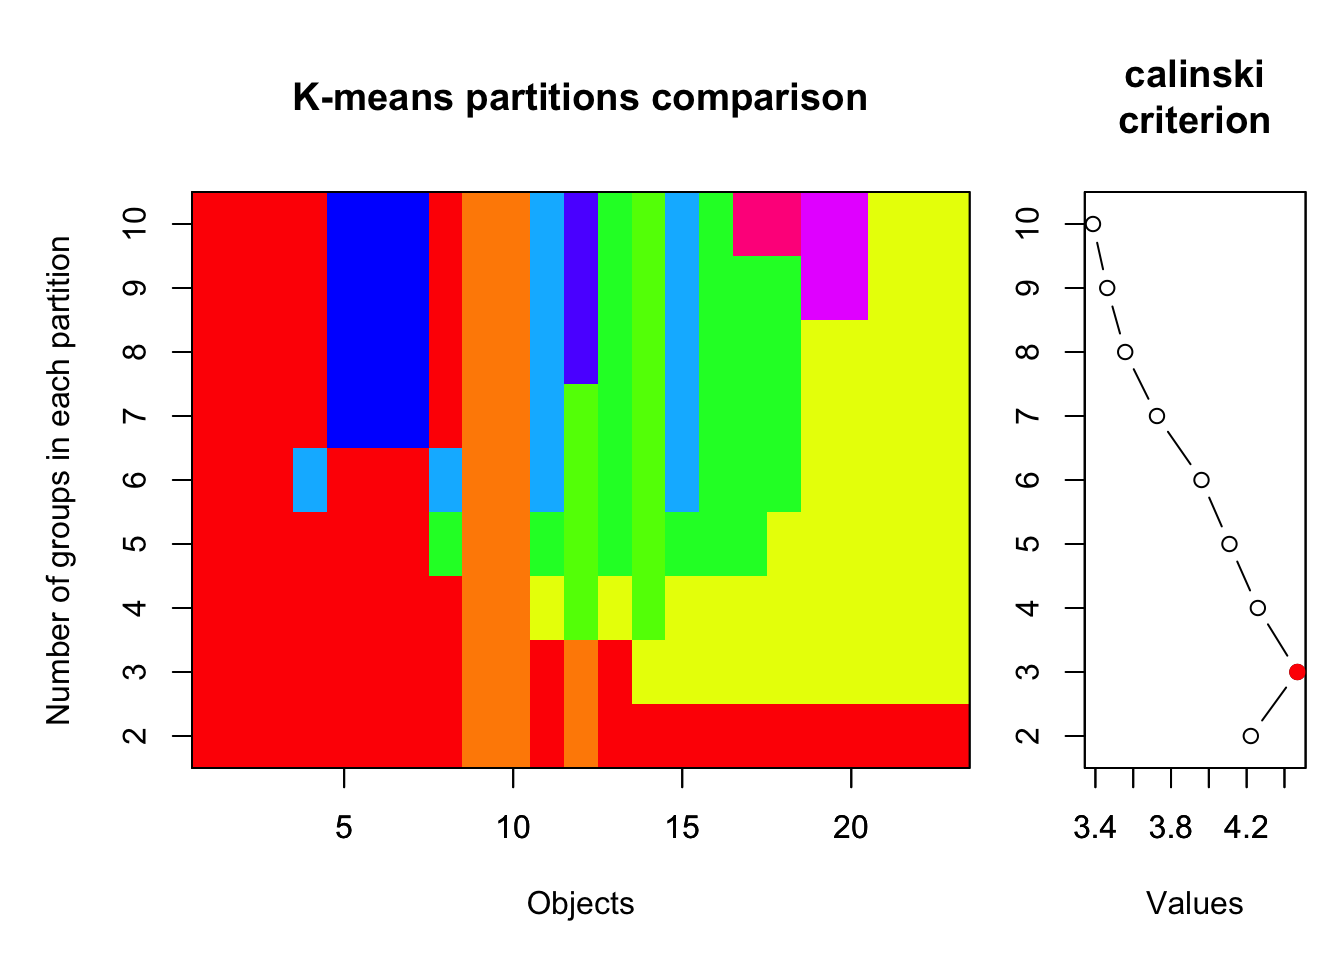 K-means partitions comparison
calinski
criterion
Number of groups in each partition
10
9
8
7
6
5
4
3
2
5 10 15 20
Objects
10
9
8
7
6
5
4
3
2
3.4 3.8 4.2
Values